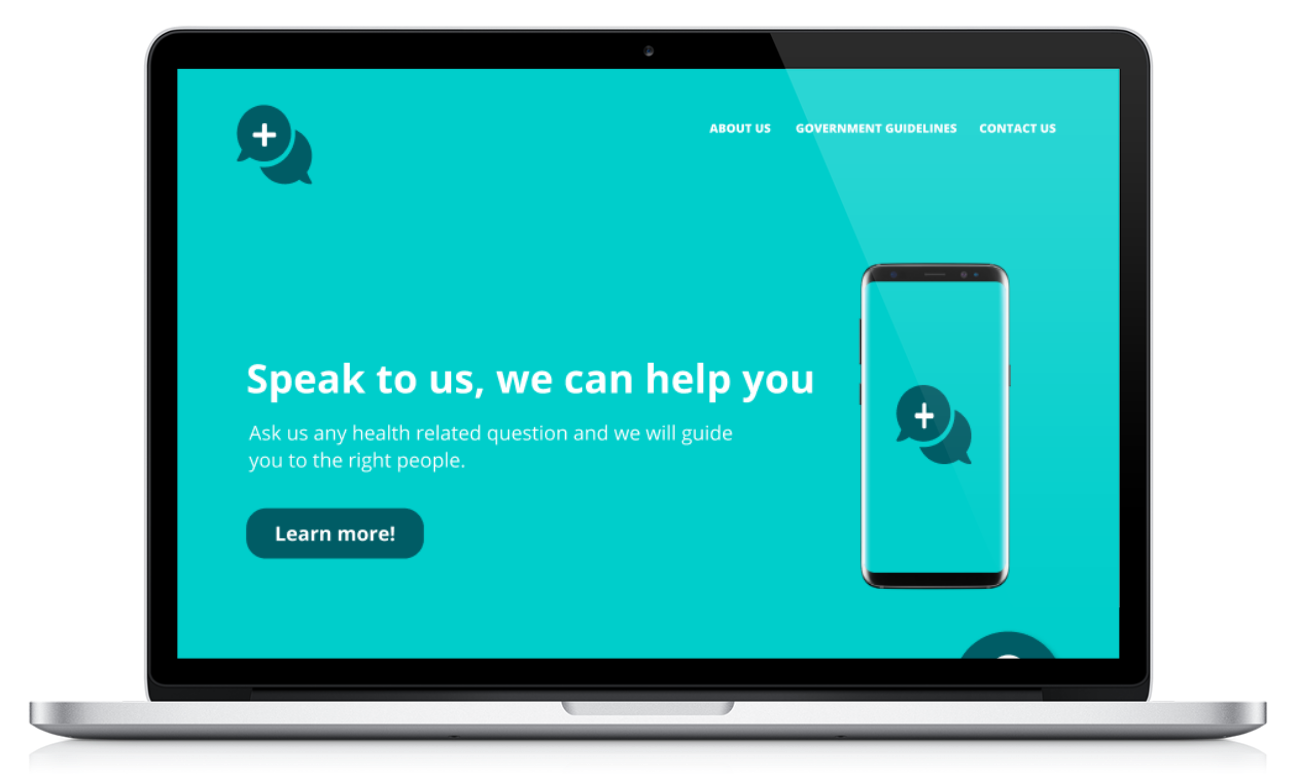 ABOUT US GOVERNMENT GUIDELINES CONTACT US
Speak to us, we can help you
Ask us any health related question and we will guide
you to the right people.
Learn more!